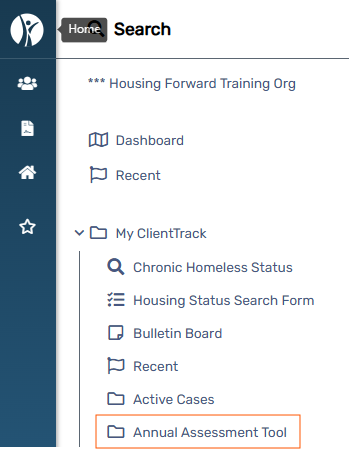 Home
Search
*** Housing Forward Training Org
Dashboard
Recent
My ClientTrack
Chronic Homeless Status
Housing Status Search Form
Bulletin Board
Recent
Active Cases
Annual Assessment Tool